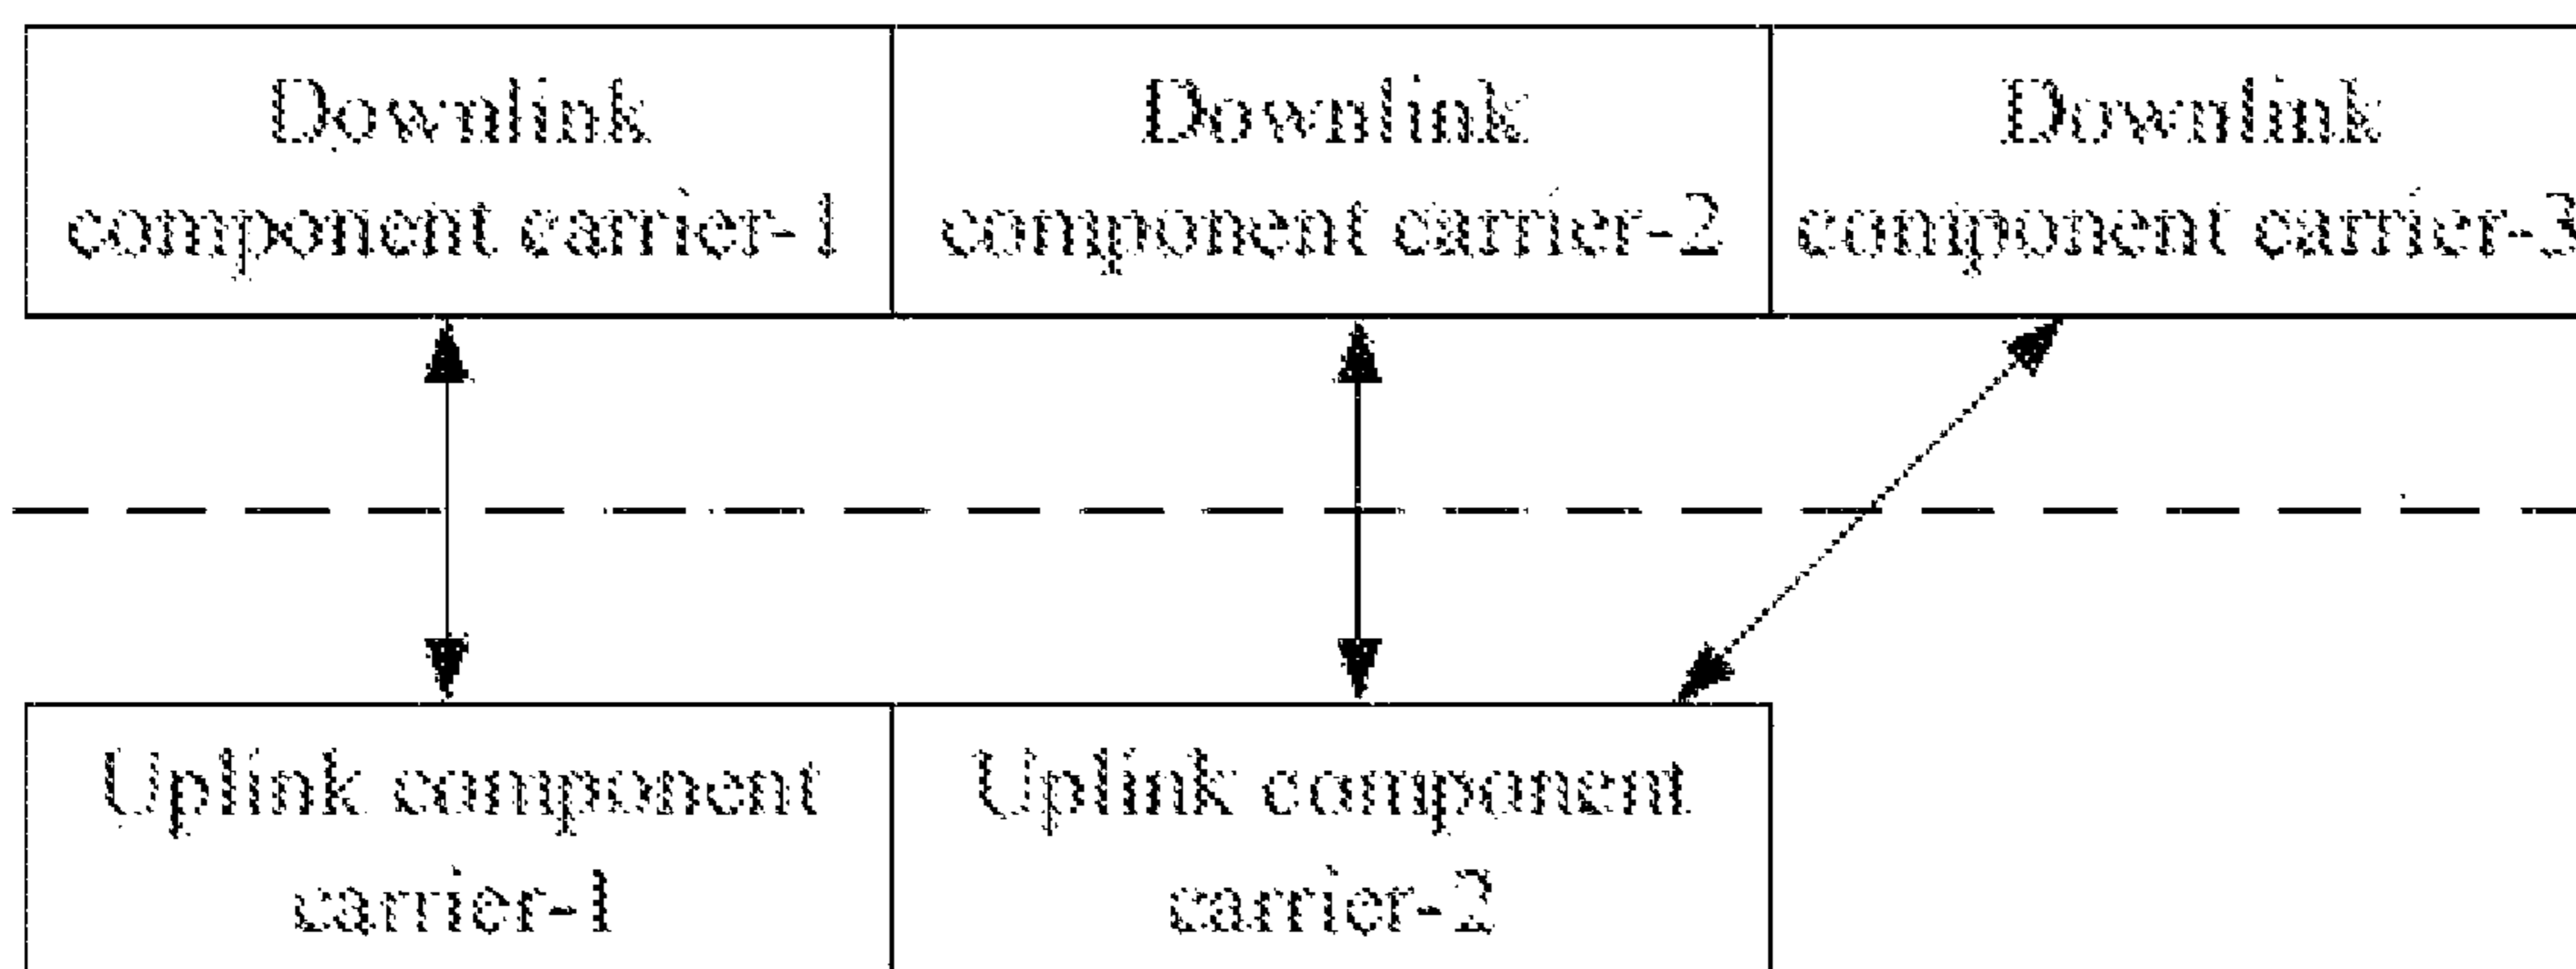 Downlink
component carrier-1
Downlink
component carrier-2
Downlink
component carrier-3
Uplink component
carrier-1
Uplink component
carrier-2